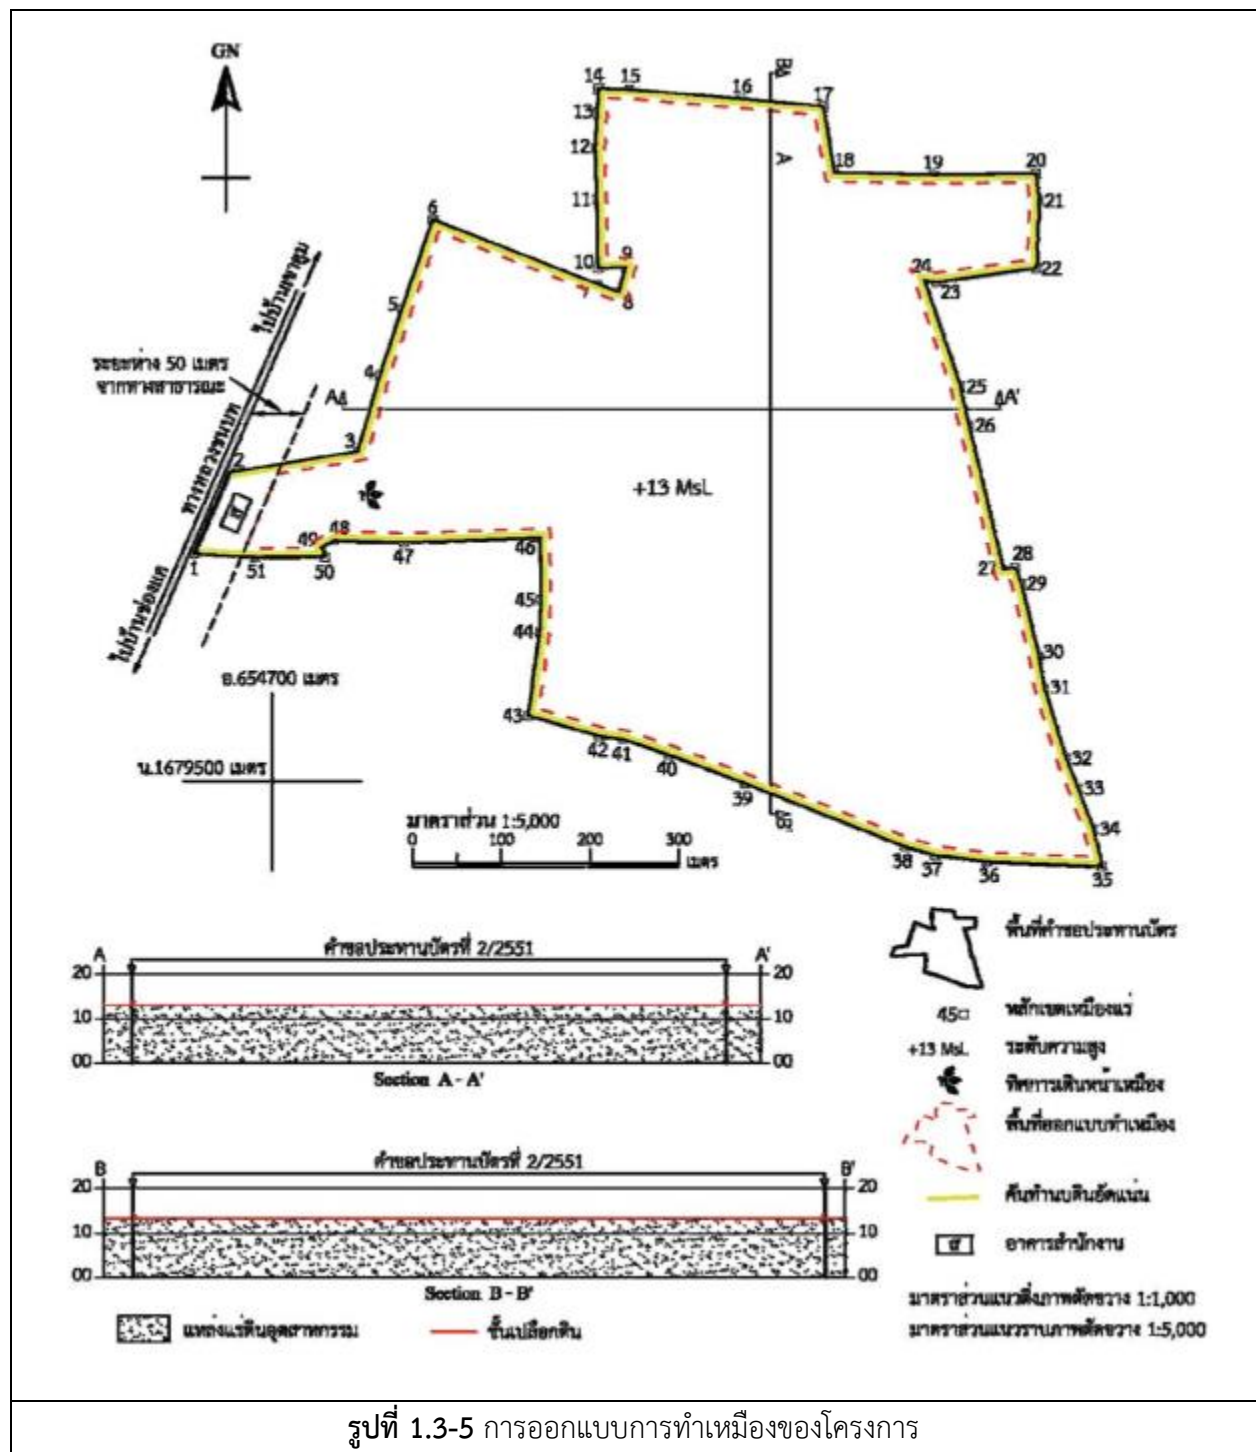 GN
14 15
16
17
B
13
12
A
18 19 20
11
21
6
10 9
24
22
7 8
23
5
ไปบ้านเขาดูม
ระยะห่าง 50 เมตร
จากทางสาธารณะ
4
25
A A'
26
ทางหลวงชนบท
3
2
+13 MsL
ส
49 48
46
1 51 50 47
28
27
29
45
44
30
31
ไปบ้านช่องแค
อ.654700 เมตร
43
42 41
40
32
น.1679500 เมตร
39
33
B'
34
มาตราส่วน 1:5,000
0 100 200 300
เมตร
38 37 36 35
คำขอประทานบัตรที่ 2/2551
A A'
20 20
10 10
00 00
Section A - A'
คำขอประทานบัตรที่ 2/2551
B B'
20 20
10 10
00 00
Section B - B'
แหล่งแร่ดินอุตสาหกรรม
ชั้นเปลือกดิน
พื้นที่คำขอประทานบัตร
45 หลักเขตเหมืองแร่
+13 MsL ระดับความสูง
ทิศการเดินหน้าเหมือง
พื้นที่ออกแบบทำเหมือง
คันทำนบดินอัดแน่น
ส อาคารสำนักงาน
มาตราส่วนแนวดิ่งภาพตัดขวาง 1:1,000
มาตราส่วนแนวราบภาพตัดขวาง 1:5,000
รูปที่ 1.3-5 การออกแบบการทำเหมืองของโครงการ